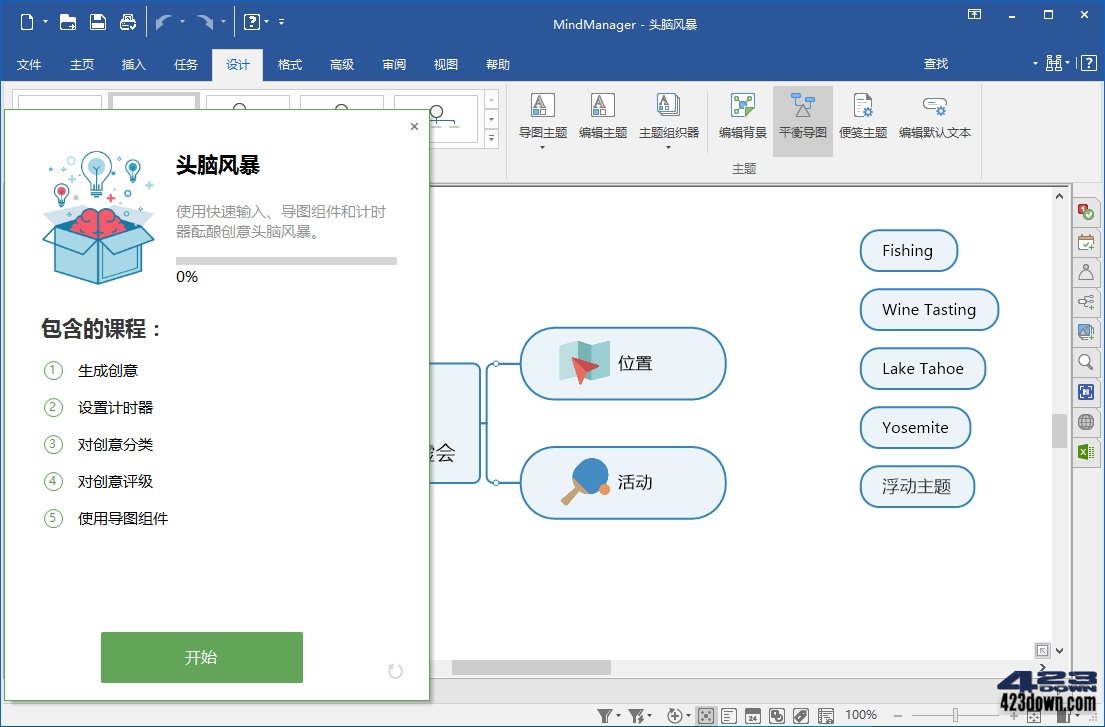 MindManager - 头脑风暴
文件 主页 插入 任务 设计 格式 高级 审阅 视图 帮助 查找
导图主题 编辑主题 主题组织器 编辑背景 平衡导图 便笺主题 编辑默认文本
主题
头脑风暴
使用快速输入、导图组件和计时
器酝酿创意头脑风暴。
0%
包含的课程：
1 生成创意
2 设置计时器
3 对创意分类
4 对创意评级
5 使用导图组件
开始
会
位置
活动
Fishing
Wine Tasting
Lake Tahoe
Yosemite
浮动主题
24
100%
423
DOWN
423down.com